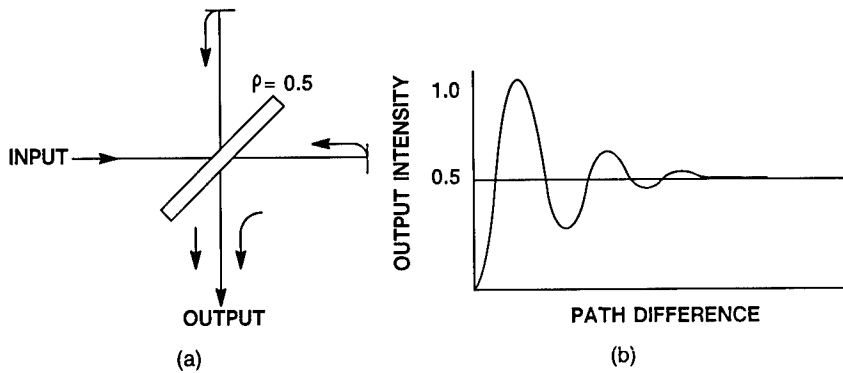 ρ = 0.5
INPUT
OUTPUT
(a)
OUTPUT INTENSITY
1.0
0.5
PATH DIFFERENCE
(b)